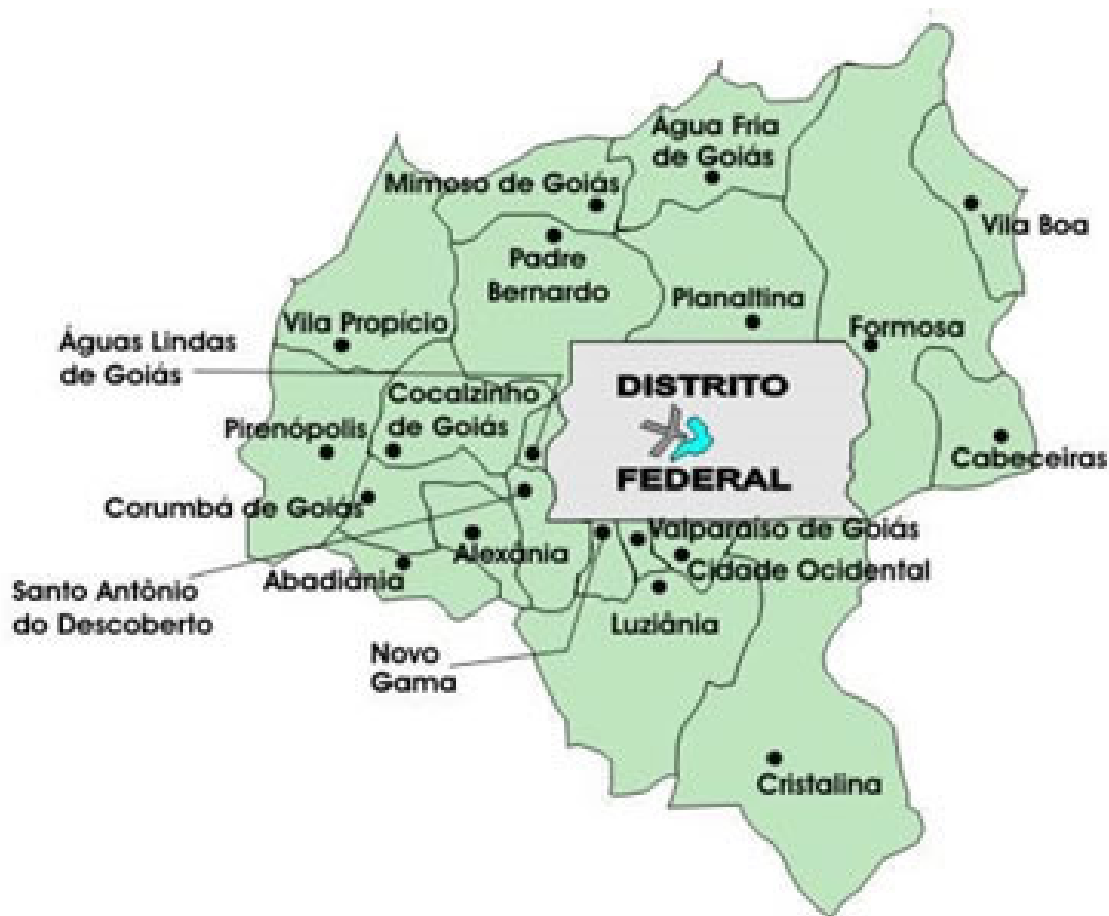 Água Fria
de Goiás
Mimoso de Goiás
Vila Boa
Padre
Bernardo
Planaltina
Vila Propício
Formosa
Águas Lindas
de Goiás
DISTRITO
FEDERAL
Cocalzinho
de Goiás
Pirenópolis
Cabeceiras
Corumbá de Goiás
Valparaíso de Goiás
Alexânia
Cidade Ocidental
Abadiânia
Santo Antônio
do Descoberto
Luziânia
Novo
Gama
Cristalina